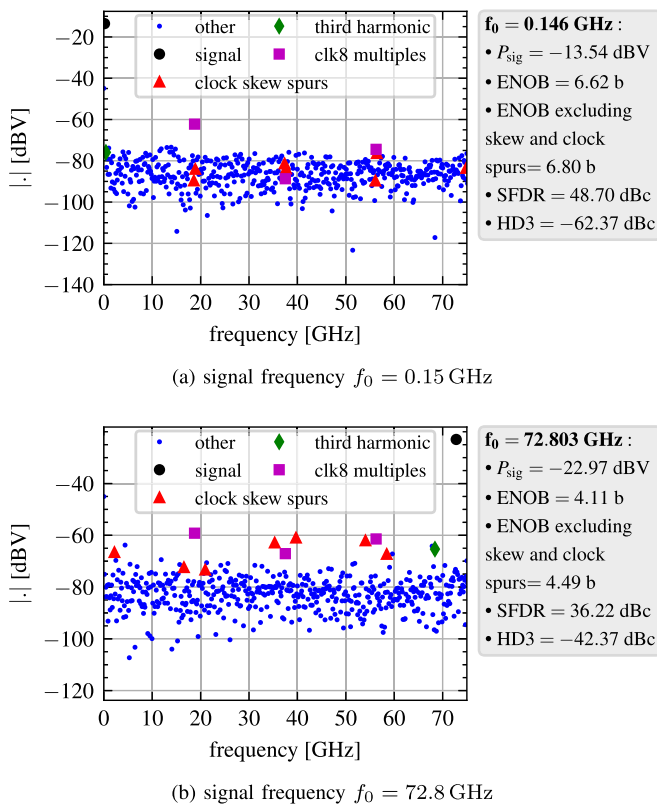 other
third harmonic
signal
clk8 multiples
clock skew spurs
−20
−40
−60
−80
−100
−120
−140
|.| [dBV]
0 10 20 30 40 50 60 70
frequency [GHz]
f₀ = 0.146 GHz :
• Psig = −13.54 dBV
• ENOB = 6.62 b
• ENOB excluding
skew and clock
spurs= 6.80 b
• SFDR = 48.70 dBc
• HD3 = −62.37 dBc
(a) signal frequency f₀ = 0.15 GHz
other
third harmonic
signal
clk8 multiples
clock skew spurs
−40
−60
−80
−100
−120
|.| [dBV]
0 10 20 30 40 50 60 70
frequency [GHz]
f₀ = 72.803 GHz :
• Psig = −22.97 dBV
• ENOB = 4.11 b
• ENOB excluding
skew and clock
spurs= 4.49 b
• SFDR = 36.22 dBc
• HD3 = −42.37 dBc
(b) signal frequency f₀ = 72.8 GHz